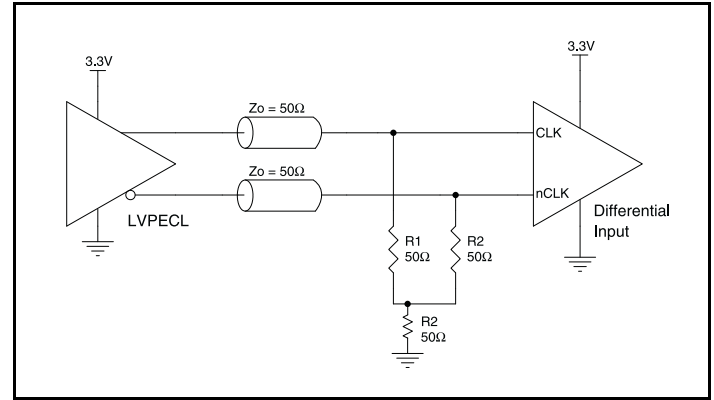 3.3V
3.3V
Zo = 50Ω
CLK
Zo = 50Ω
nCLK
LVPECL
Differential
Input
R1
50Ω
R2
50Ω
R2
50Ω